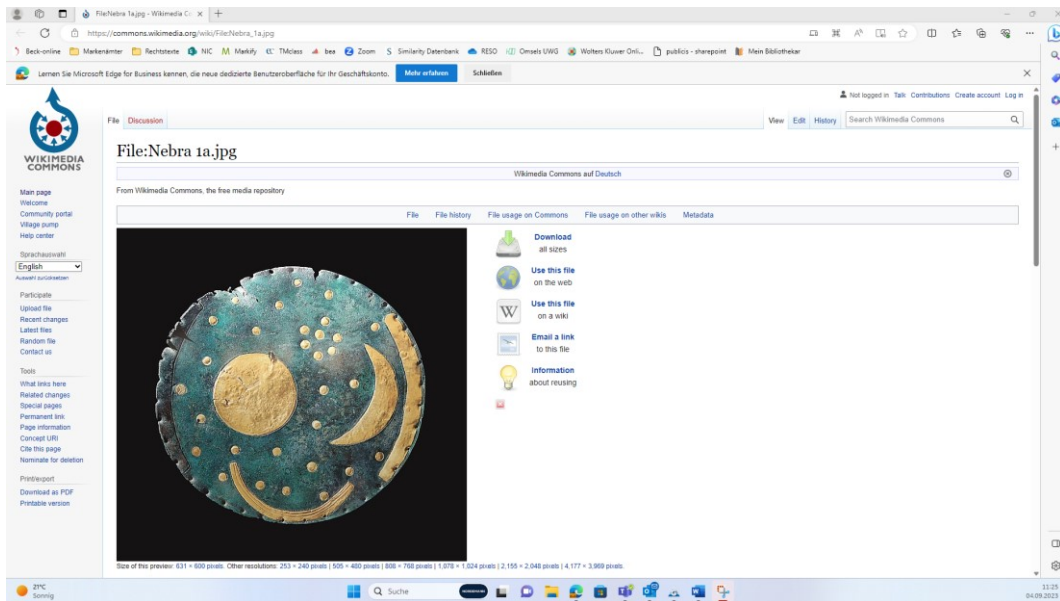 File:Nebra 1a.jpg - Wikimedia C
https://commons.wikimedia.org/wiki/File:Nebra_1a.jpg
Beck-online Markenämter Rechtstexte NIC Markify TMclass bea Zoom Similarity Datenbank RESO Omsels UWG Wolters Kluwer Onli... publicis - sharepoint Mein Bibliothekar
Lernen Sie Microsoft Edge for Business kennen, die neue dedizierte Benutzeroberfläche für Ihr Geschäftskonto. Mehr erfahren Schließen
Not logged in Talk Contributions Create account Log in
File Discussion View Edit History Search Wikimedia Commons
WIKIMEDIA
COMMONS
File:Nebra 1a.jpg
Wikimedia Commons auf Deutsch
From Wikimedia Commons, the free media repository
File File history File usage on Commons File usage on other wikis Metadata
Main page
Welcome
Community portal
Village pump
Help center
Sprachauswahl
English
Auswahl zurücksetzen
Participate
Upload file
Recent changes
Latest files
Random file
Contact us
Tools
What links here
Related changes
Special pages
Permanent link
Page information
Concept URI
Cite this page
Nominate for deletion
Print/export
Download as PDF
Printable version
Download
all sizes
Use this file
on the web
W
Use this file
on a wiki
Email a link
to this file
Information
about reusing
Size of this preview: 631 × 600 pixels. Other resolutions: 253 × 240 pixels | 505 × 480 pixels | 808 × 768 pixels | 1,078 × 1,024 pixels | 2,155 × 2,048 pixels | 4,177 × 3,969 pixels.
21°C
Sonnig
Suche
11:25
04.09.2023